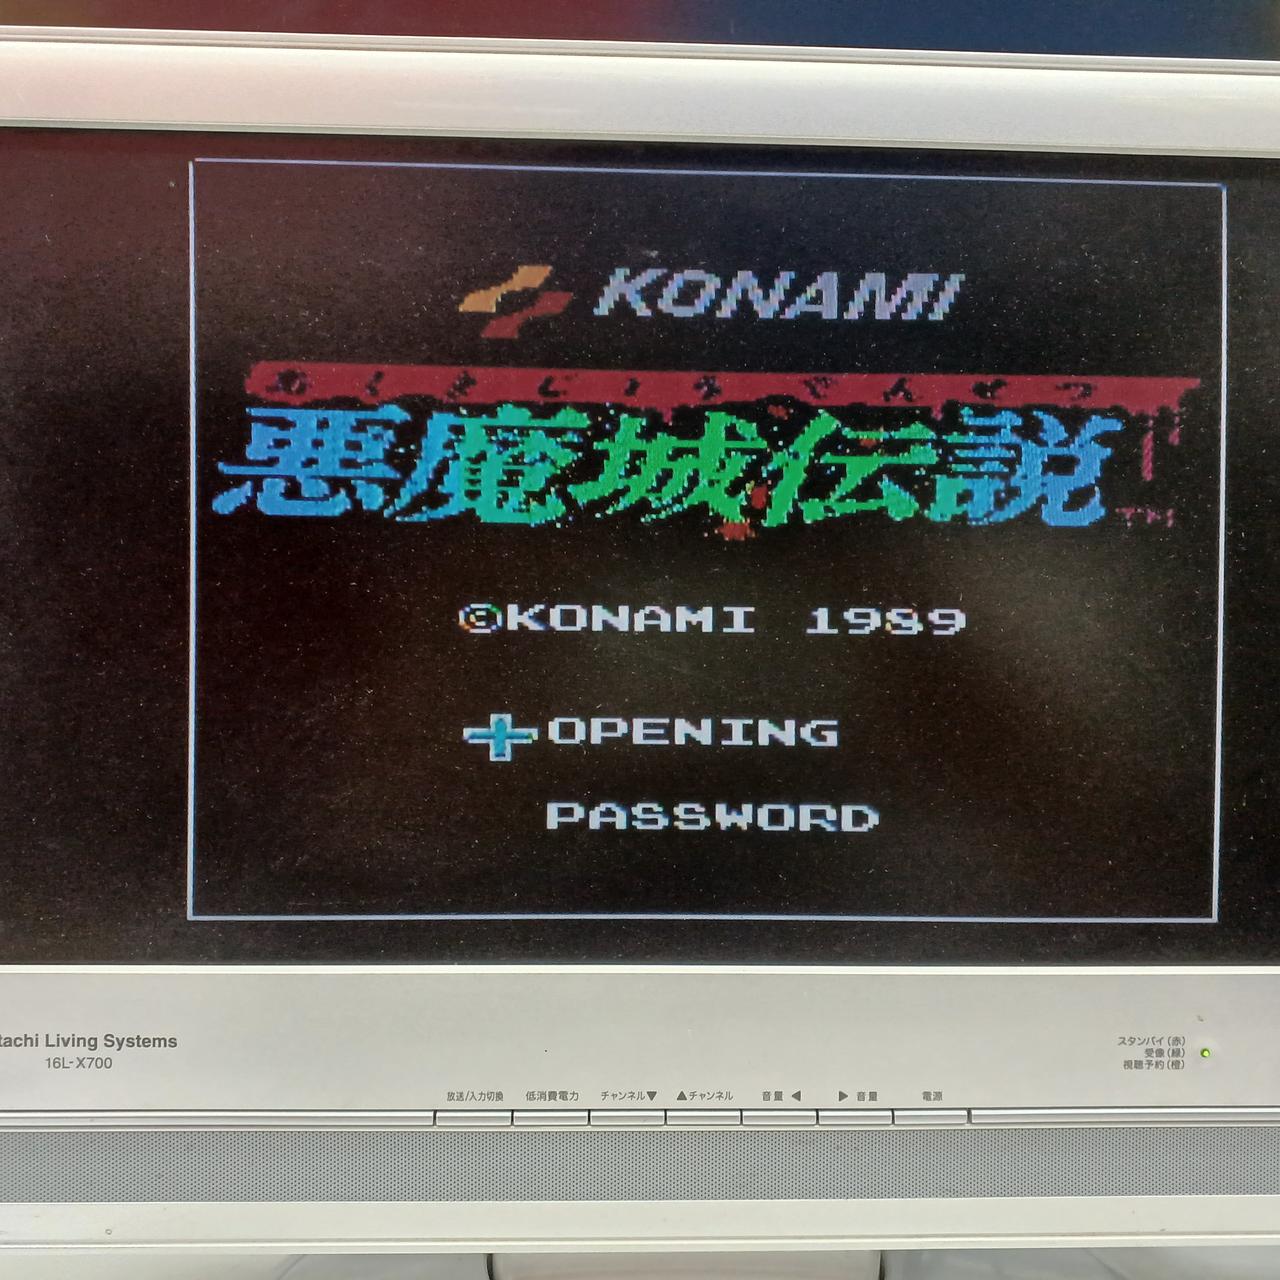 KONAMI
あくまじょうでんせつ
悪魔城伝説
TM
©KONAMI 1989
OPENING
PASSWORD
tachi Living Systems
16L-X700
スタンバイ(赤)
受像(緑)
視聴予約(橙)
放送/入力切換 低消費電力 チャンネル▼ ▲チャンネル 音量 ◀ ▶ 音量 電源